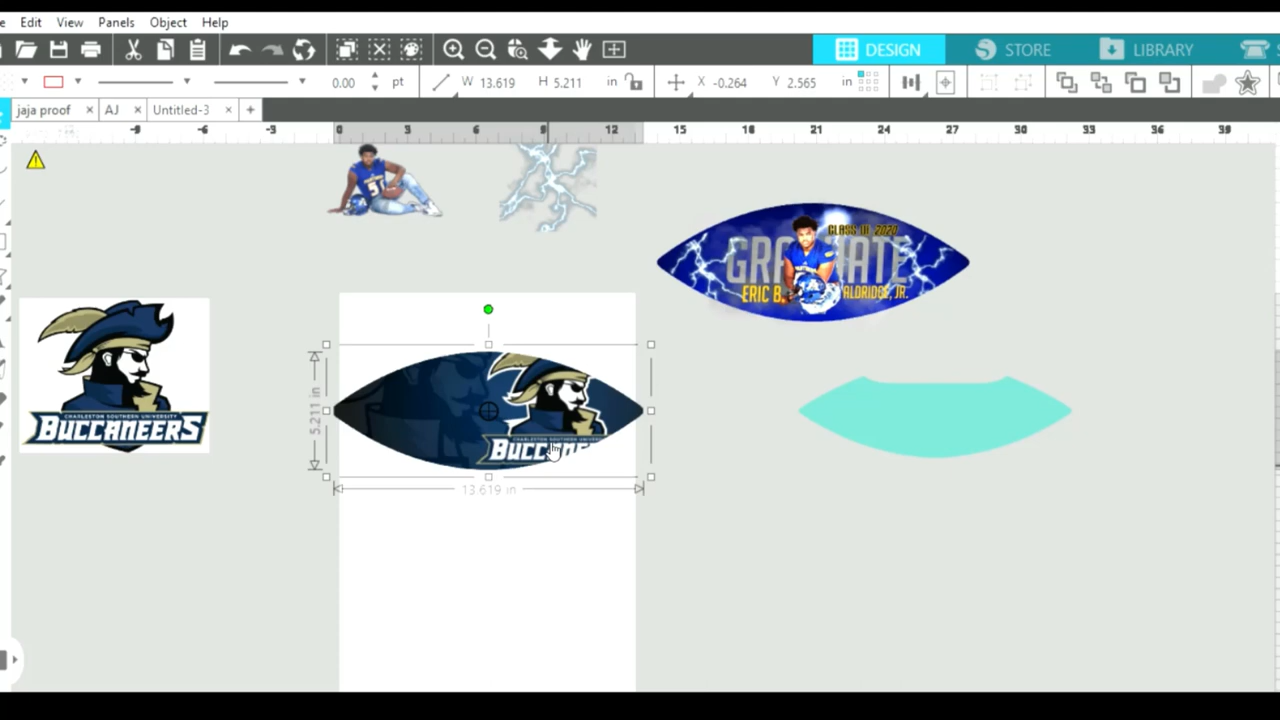 Edit View Panels Object Help
DESIGN STORE LIBRARY
0.00 pt W 13.619 H 5.211 in X -0.264 Y 2.565 in
jaja proof × AJ × Untitled-3 × +
-9 -6 -3 0 3 6 9 12 15 18 21 24 27 30 33 36 39
CLASS OF 2020
ERIC B. ALDRIDGE, JR.
CHARLESTON SOUTHERN UNIVERSITY
BUCCANEERS
5.211 in
13.619 in